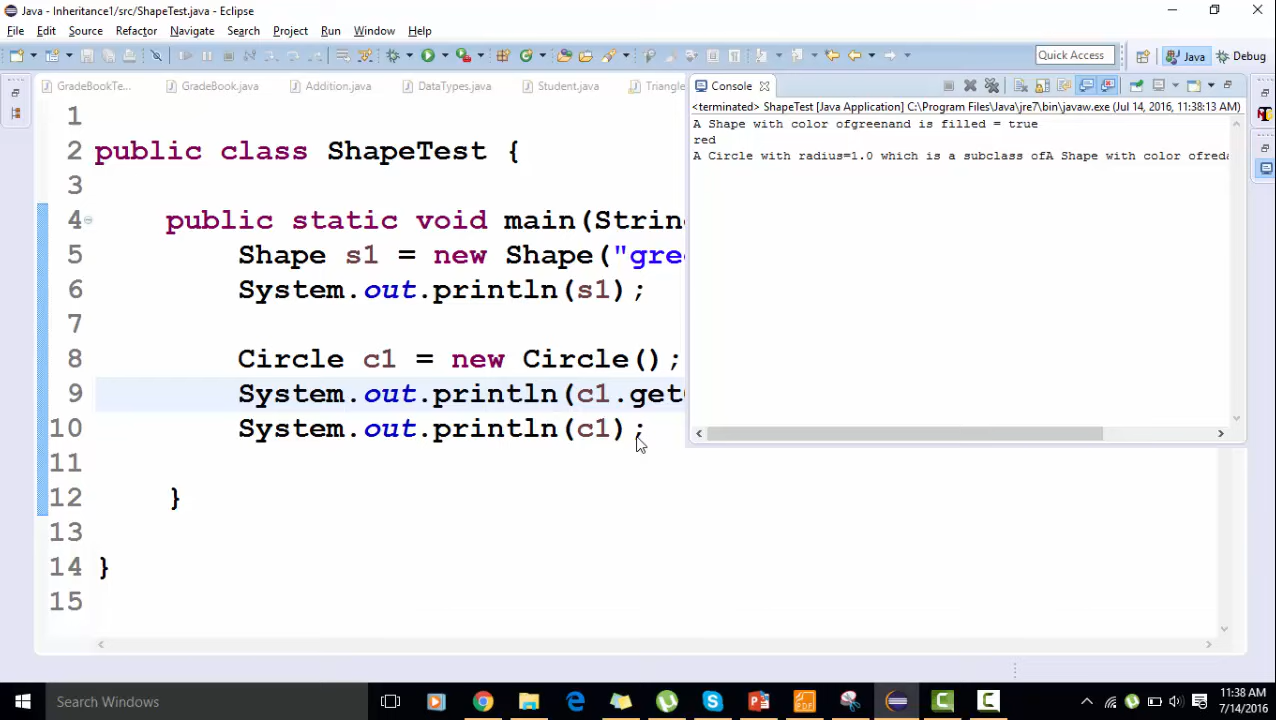 Java - Inheritance1/src/ShapeTest.java - Eclipse
File Edit Source Refactor Navigate Search Project Run Window Help
Quick Access Java Debug
GradeBookTe... GradeBook.java Addition.java DataTypes.java Student.java Triangle
Console
<terminated> ShapeTest [Java Application] C:\Program Files\Java\jre7\bin\javaw.exe (Jul 14, 2016, 11:38:13 AM)
A Shape with color ofgreenand is filled = true
red
A Circle with radius=1.0 which is a subclass ofA Shape with color ofreda
1
2 public class ShapeTest {
3
4 public static void main(Strin
5 Shape s1 = new Shape("gre
6 System.out.println(s1);
7
8 Circle c1 = new Circle();
9 System.out.println(c1.get
10 System.out.println(c1);
11
12 }
13
14 }
15
Search Windows
11:38 AM
7/14/2016